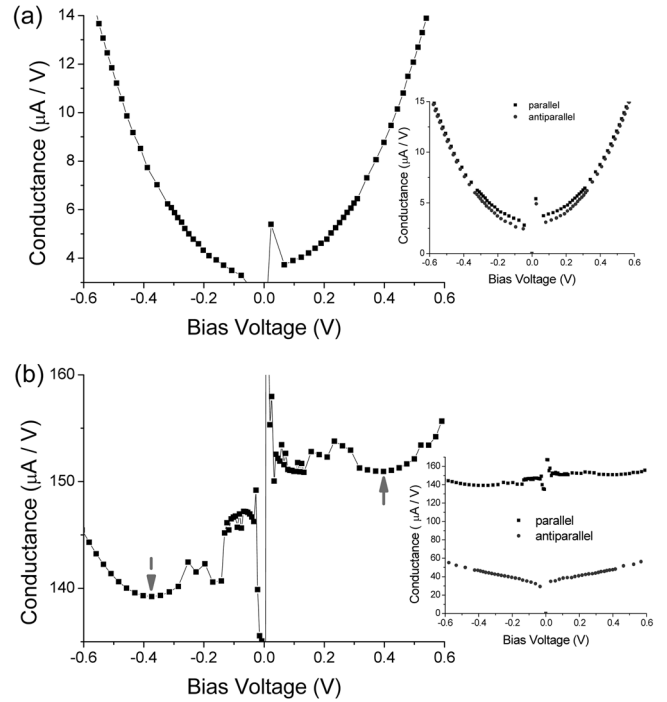 (a)
14
12
10
8
6
4
Conductance (μA / V)
-0.6 -0.4 -0.2 0.0 0.2 0.4 0.6
Bias Voltage (V)
15
10
5
0
Conductance (μA / V)
parallel
antiparallel
-0.6 -0.4 -0.2 0.0 0.2 0.4 0.6
Bias Voltage (V)
(b)
160
150
140
Conductance (μA / V)
-0.6 -0.4 -0.2 0.0 0.2 0.4 0.6
Bias Voltage (V)
160
140
120
100
80
60
40
20
0
Conductance (μA / V)
parallel
antiparallel
-0.6 -0.4 -0.2 0.0 0.2 0.4 0.6
Bias Voltage (V)